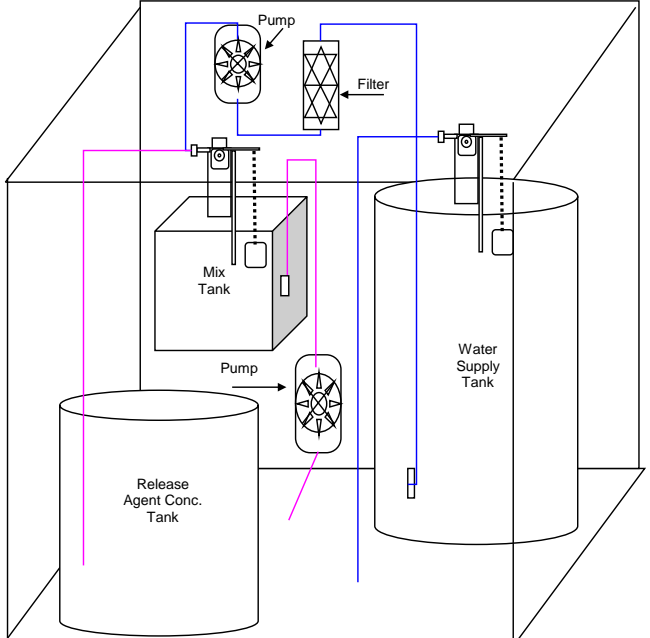 Pump
Filter
Mix
Tank
Water
Supply
Tank
Pump
Release
Agent Conc.
Tank